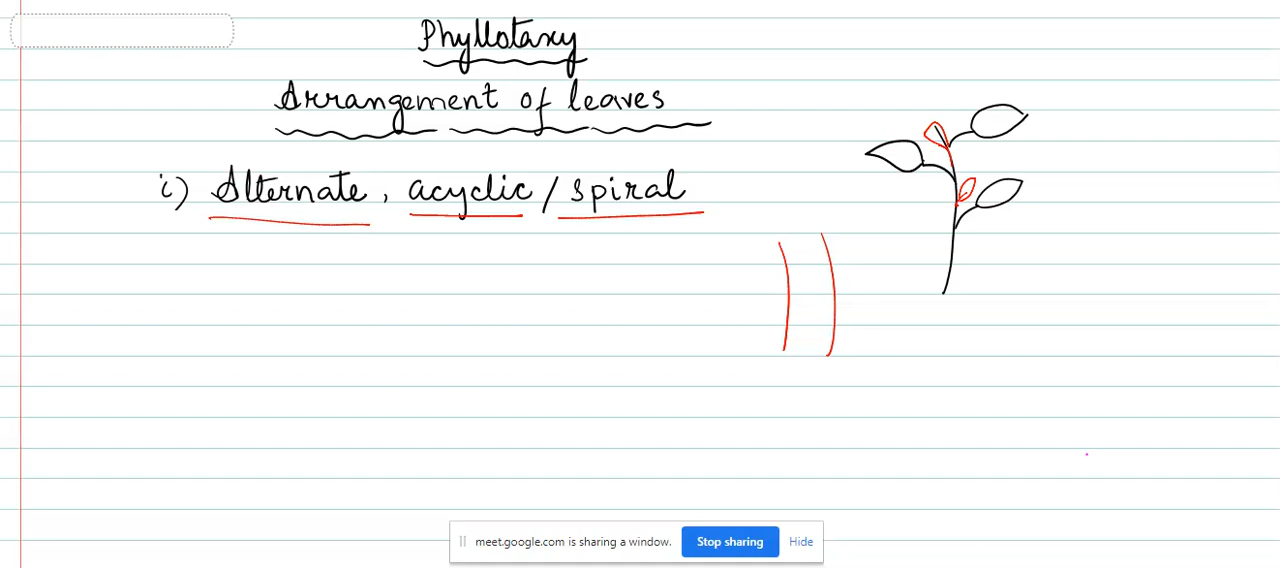 Phyllotaxy
Arrangement of leaves
i) Alternate, acyclic / spiral
meet.google.com is sharing a window. Stop sharing Hide